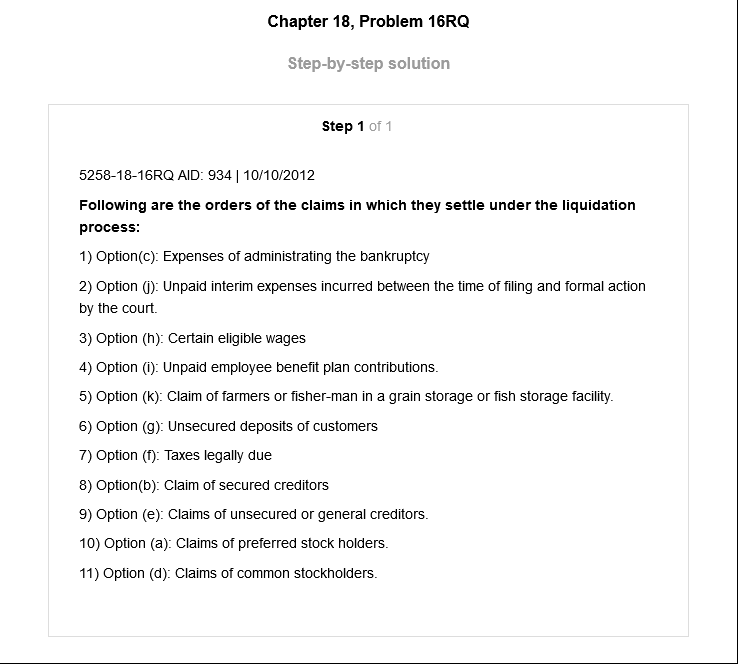 Chapter 18, Problem 16RQ
Step-by-step solution
Step 1 of 1
5258-18-16RQ AID: 934 | 10/10/2012
Following are the orders of the claims in which they settle under the liquidation
process:
1) Option(c): Expenses of administrating the bankruptcy
2) Option (j): Unpaid interim expenses incurred between the time of filing and formal action
by the court.
3) Option (h): Certain eligible wages
4) Option (i): Unpaid employee benefit plan contributions.
5) Option (k): Claim of farmers or fisher-man in a grain storage or fish storage facility.
6) Option (g): Unsecured deposits of customers
7) Option (f): Taxes legally due
8) Option(b): Claim of secured creditors
9) Option (e): Claims of unsecured or general creditors.
10) Option (a): Claims of preferred stock holders.
11) Option (d): Claims of common stockholders.